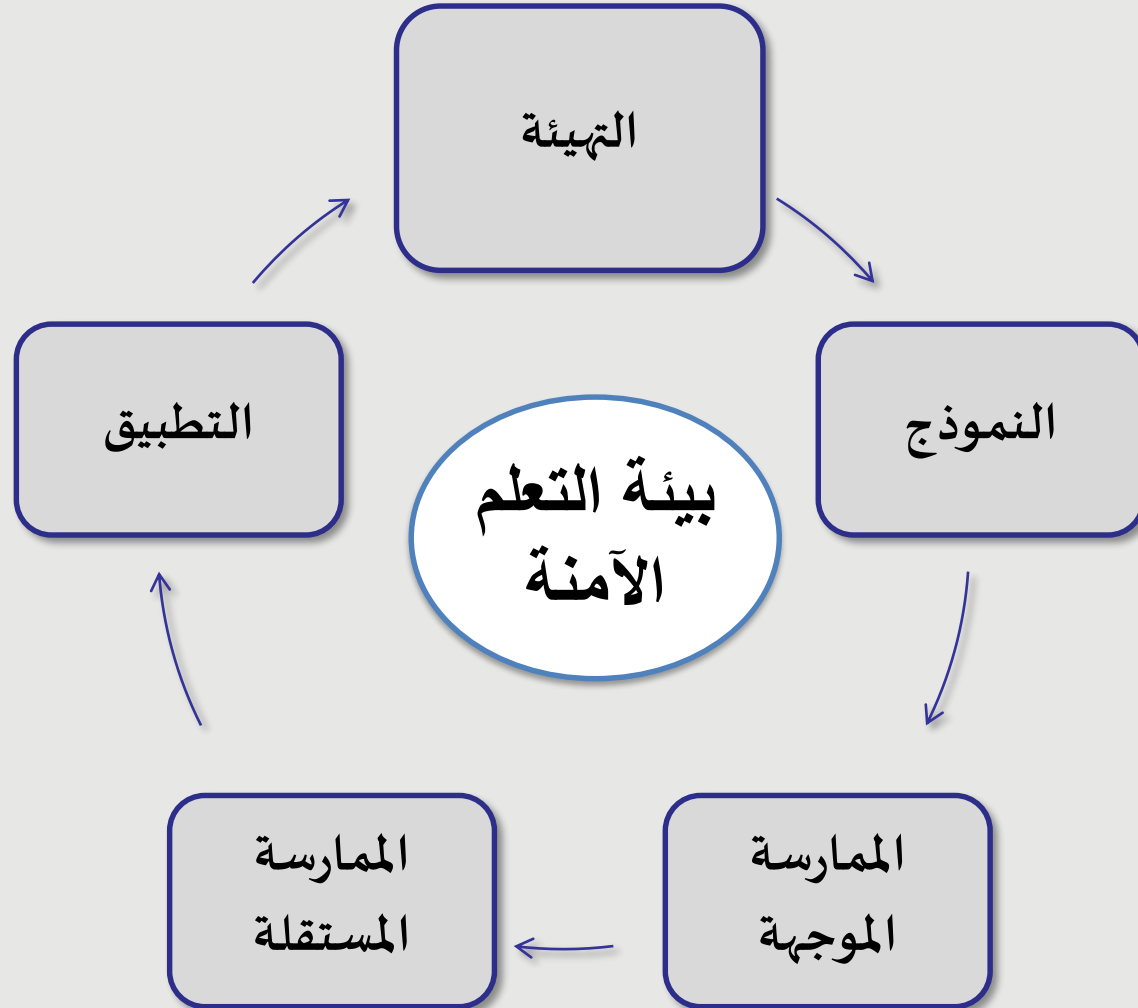 التهيئة
النموذج
التطبيق
بيئة التعلم
الآمنة
الممارسة
الموجهة
الممارسة
المستقلة